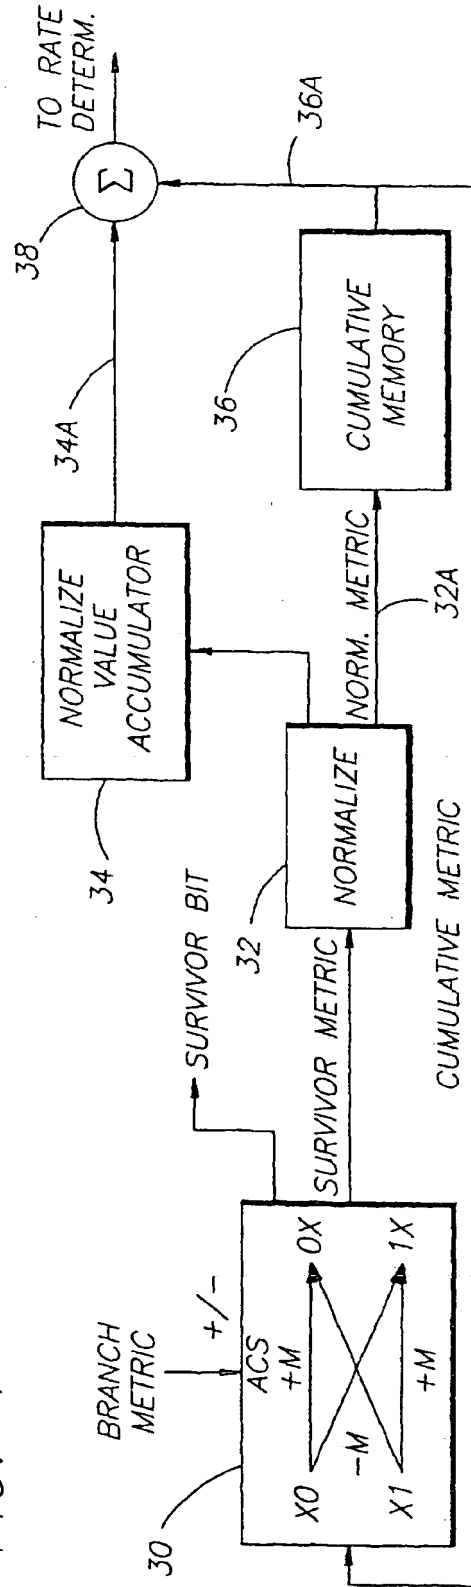 BRANCH
METRIC
+/-
30
ACS
+M
X0
0X
-M
X1
1X
+M
SURVIVOR BIT
SURVIVOR METRIC
32
NORMALIZE
34
NORMALIZE
VALUE
ACCUMULATOR
34A
NORM. METRIC
32A
36
CUMULATIVE
MEMORY
36A
38
Σ
TO RATE
DETERM.
CUMULATIVE METRIC